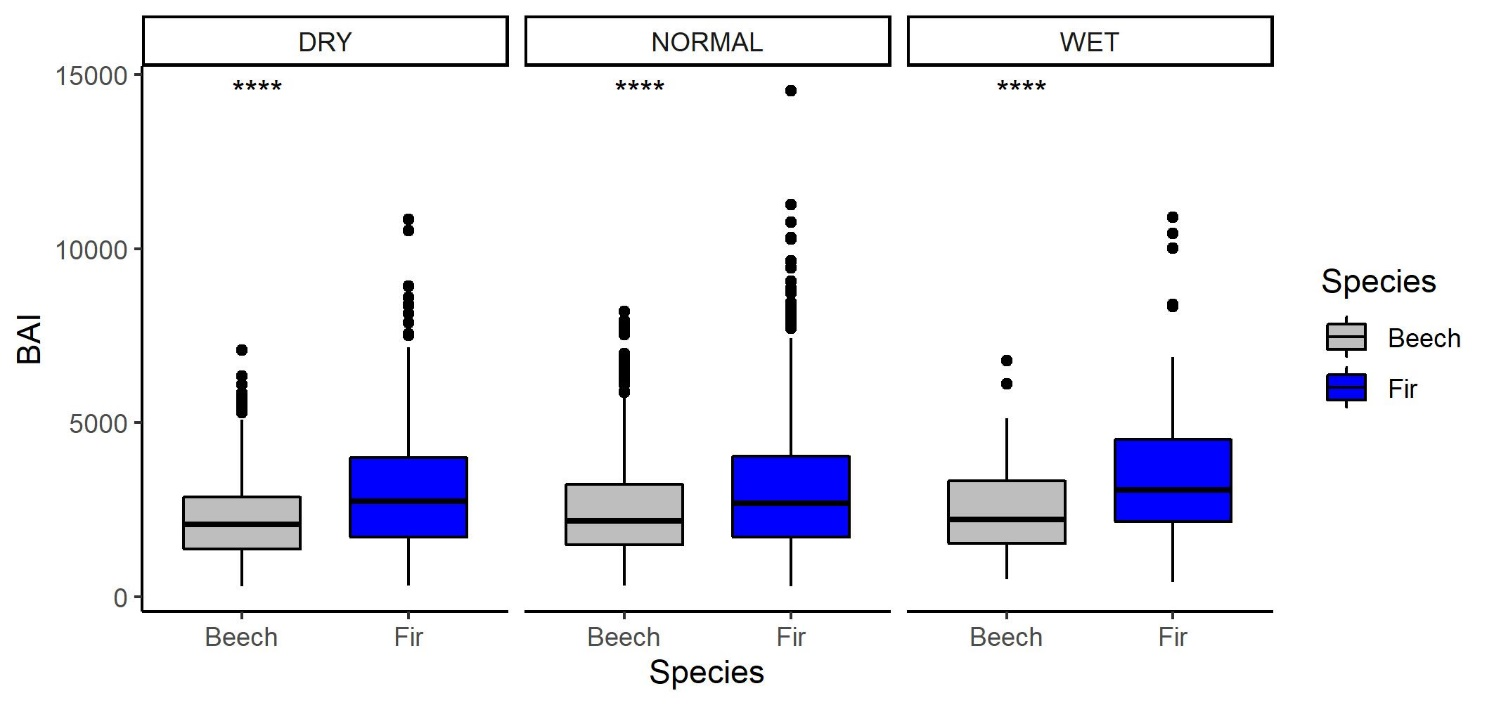 DRY NORMAL WET
15000
**** **** ****
10000
5000
0
BAI
Beech Fir Beech Fir Beech Fir
Species
Species
Beech
Fir